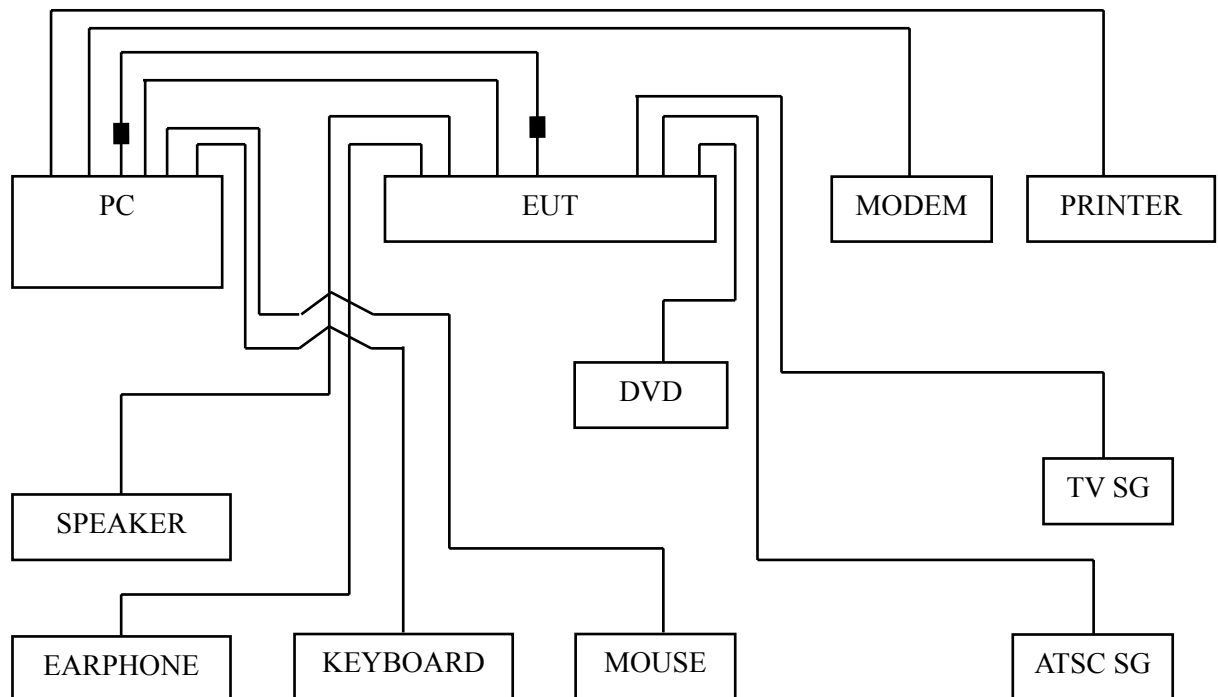 PC
EUT
MODEM
PRINTER
DVD
TV SG
SPEAKER
EARPHONE
KEYBOARD
MOUSE
ATSC SG